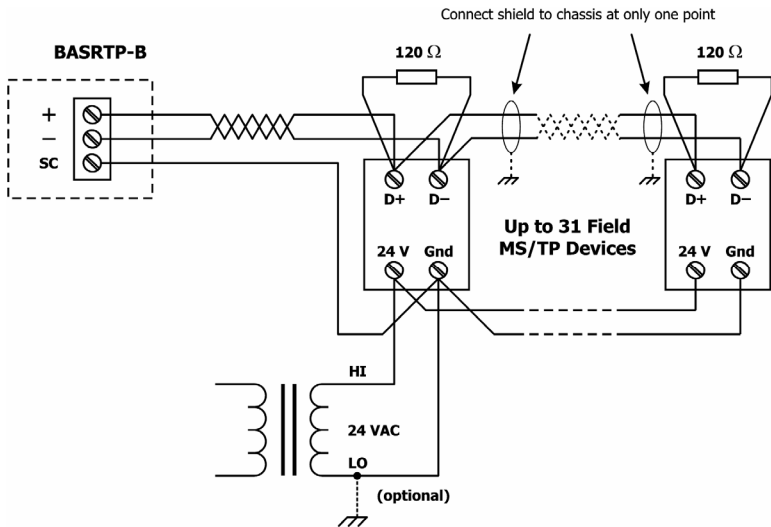 Connect shield to chassis at only one point
BASRTP-B
120 Ω
120 Ω
+
−
SC
D+
D−
D+
D−
Up to 31 Field
MS/TP Devices
24 V
Gnd
24 V
Gnd
HI
24 VAC
LO
(optional)